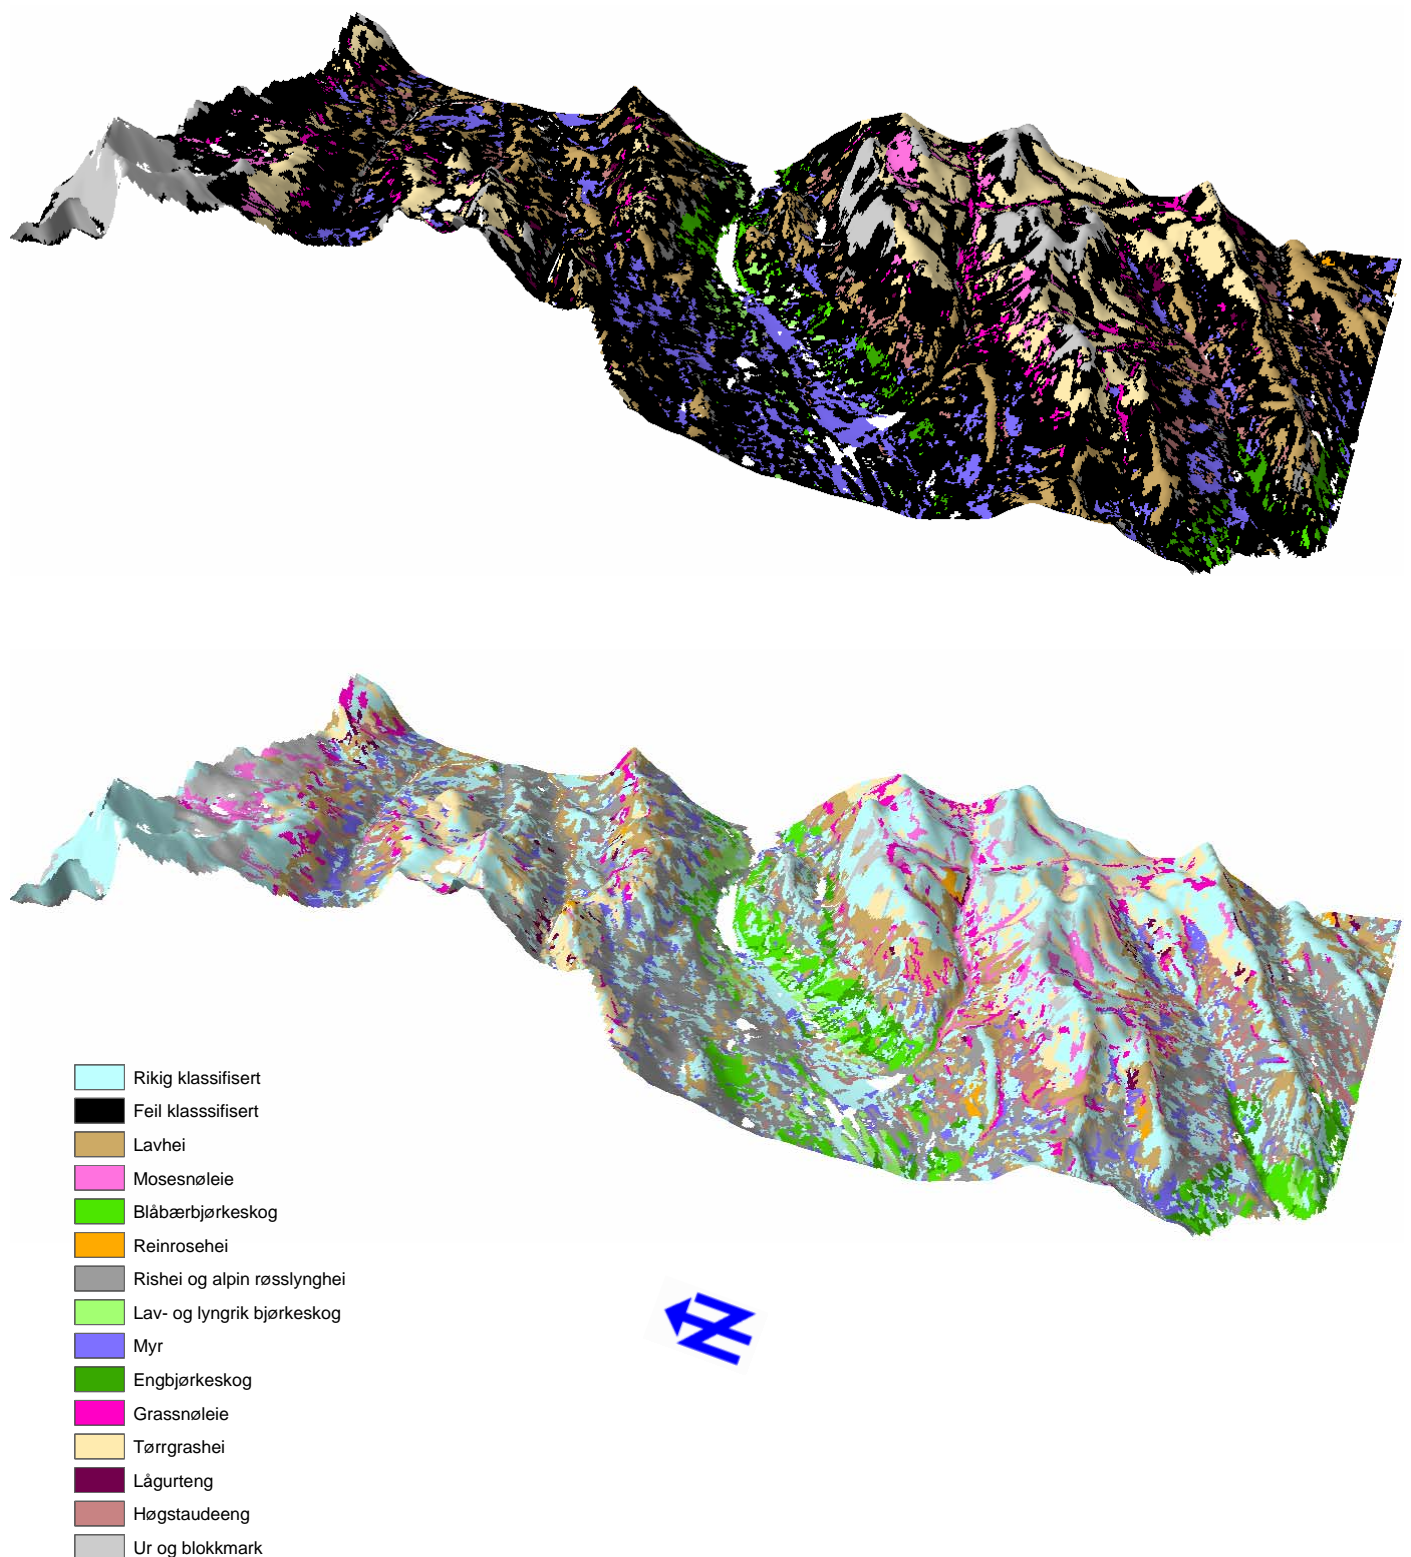 Rikig klassifisert
Feil klasssifisert
Lavhei
Mosesnøleie
Blåbærbjørkeskog
Reinrosehei
Rishei og alpin røsslynghei
Lav- og lyngrik bjørkeskog
Myr
Engbjørkeskog
Grassnøleie
Tørrgrashei
Lågurteng
Høgstaudeeng
Ur og blokkmark